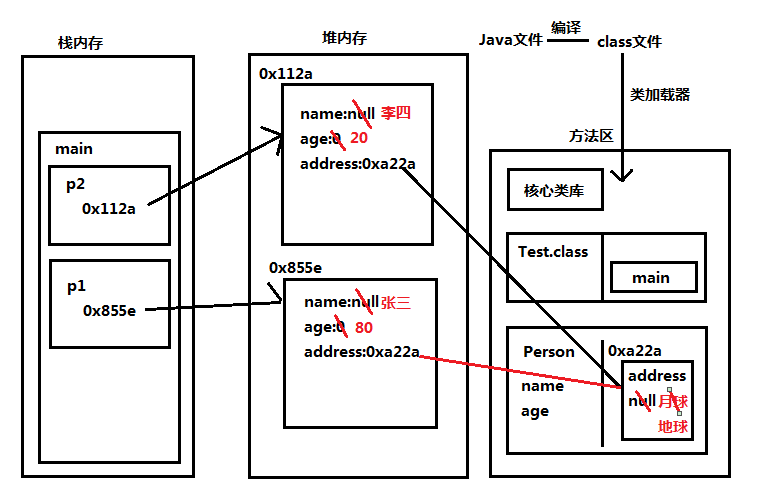 栈内存
main
p2
0x112a
p1
0x855e
堆内存
0x112a
name:null 李四
age:0 20
address:0xa22a
0x855e
name:null 张三
age:0 80
address:0xa22a
Java文件 编译 class文件
类加载器
方法区
核心类库
Test.class
main
Person
name
age
0xa22a
address
null 月球
地球